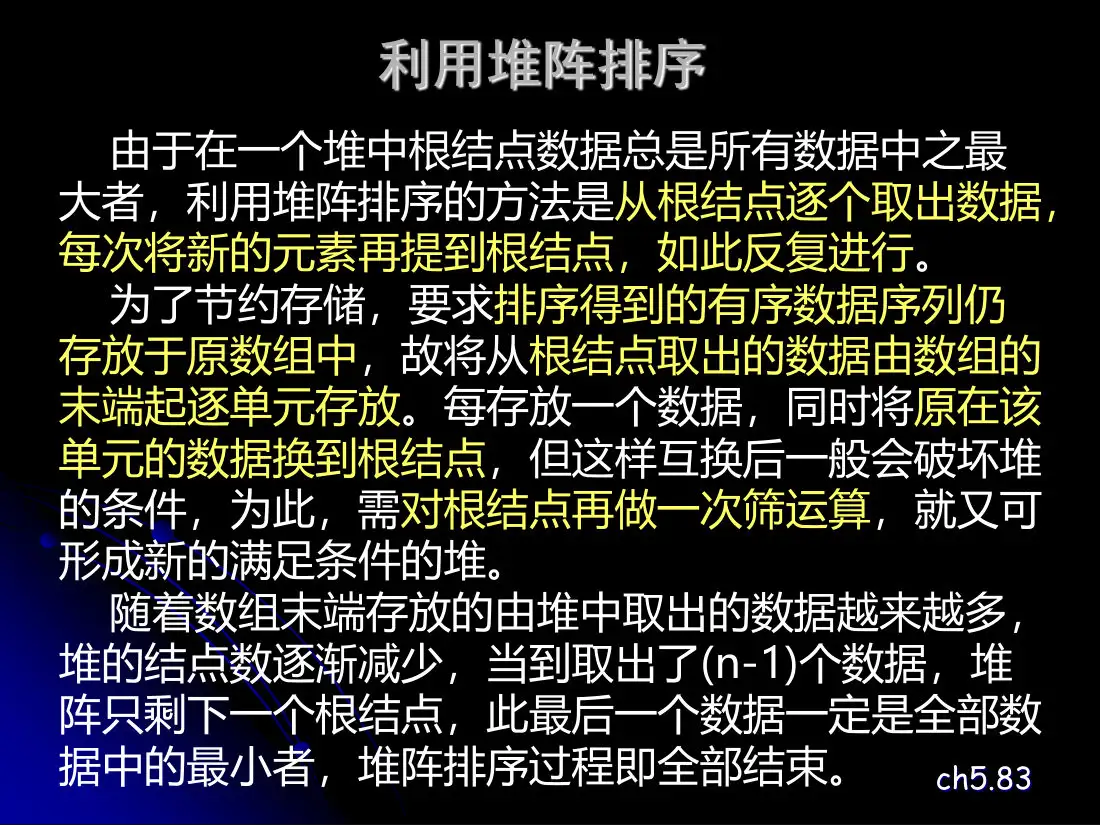 利用堆阵排序
由于在一个堆中根结点数据总是所有数据中之最
大者，利用堆阵排序的方法是从根结点逐个取出数据，
每次将新的元素再提到根结点，如此反复进行。
为了节约存储，要求排序得到的有序数据序列仍
存放于原数组中，故将从根结点取出的数据由数组的
末端起逐单元存放。每存放一个数据，同时将原在该
单元的数据换到根结点，但这样互换后一般会破坏堆
的条件，为此，需对根结点再做一次筛运算，就又可
形成新的满足条件的堆。
随着数组末端存放的由堆中取出的数据越来越多，
堆的结点数逐渐减少，当到取出了(n-1)个数据，堆
阵只剩下一个根结点，此最后一个数据一定是全部数
据中的最小者，堆阵排序过程即全部结束。
ch5.83